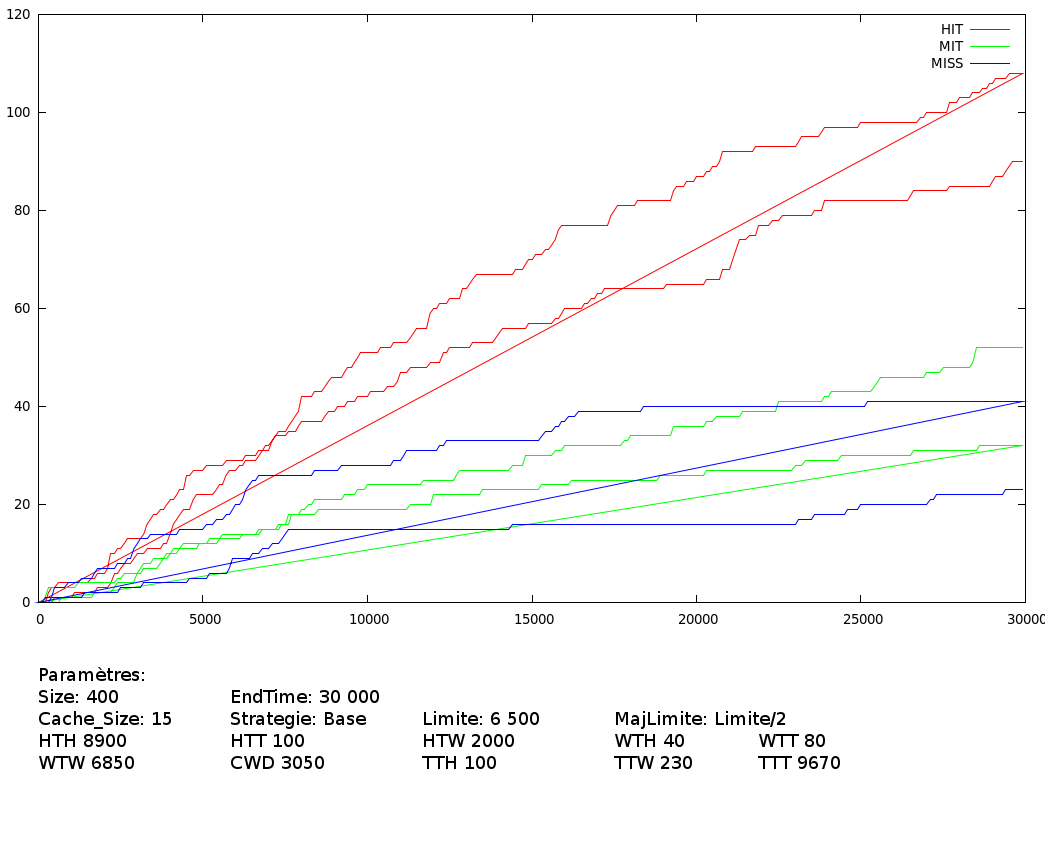 120
100
80
60
40
20
0
HIT
MIT
MISS
0 5000 10000 15000 20000 25000 30000
Paramètres:
Size: 400 EndTime: 30 000
Cache_Size: 15 Strategie: Base Limite: 6 500 MajLimite: Limite/2
HTH 8900 HTT 100 HTW 2000 WTH 40 WTT 80
WTW 6850 CWD 3050 TTH 100 TTW 230 TTT 9670